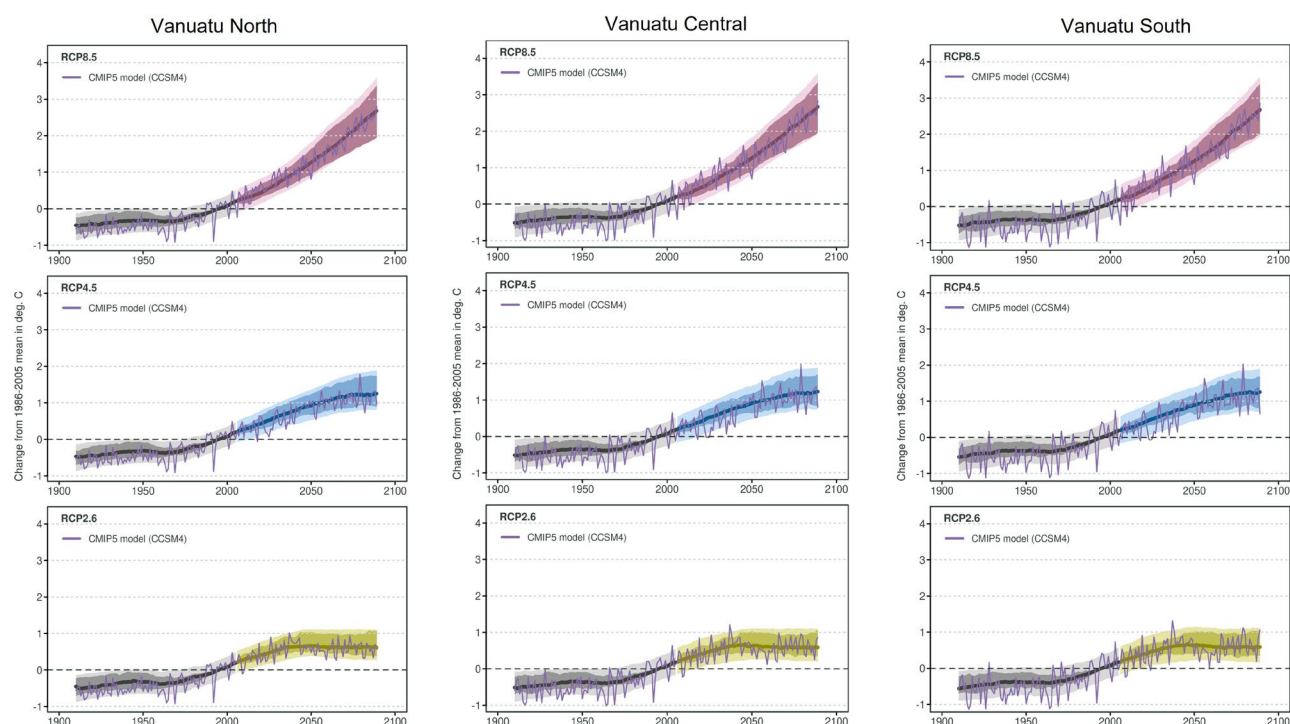 Vanuatu North
Vanuatu Central
Vanuatu South
RCP8.5
CMIP5 model (CCSM4)
4
3
2
1
0
-1
1900 1950 2000 2050 2100
RCP8.5
CMIP5 model (CCSM4)
4
3
2
1
0
-1
1900 1950 2000 2050 2100
RCP8.5
CMIP5 model (CCSM4)
4
3
2
1
0
-1
1900 1950 2000 2050 2100
Change from 1986-2005 mean in deg. C
RCP4.5
CMIP5 model (CCSM4)
4
3
2
1
0
-1
1900 1950 2000 2050 2100
Change from 1986-2005 mean in deg. C
RCP4.5
CMIP5 model (CCSM4)
4
3
2
1
0
-1
1900 1950 2000 2050 2100
Change from 1986-2005 mean in deg. C
RCP4.5
CMIP5 model (CCSM4)
4
3
2
1
0
-1
1900 1950 2000 2050 2100
RCP2.6
CMIP5 model (CCSM4)
4
3
2
1
0
-1
1900 1950 2000 2050 2100
RCP2.6
CMIP5 model (CCSM4)
4
3
2
1
0
-1
1900 1950 2000 2050 2100
RCP2.6
CMIP5 model (CCSM4)
4
3
2
1
0
-1
1900 1950 2000 2050 2100